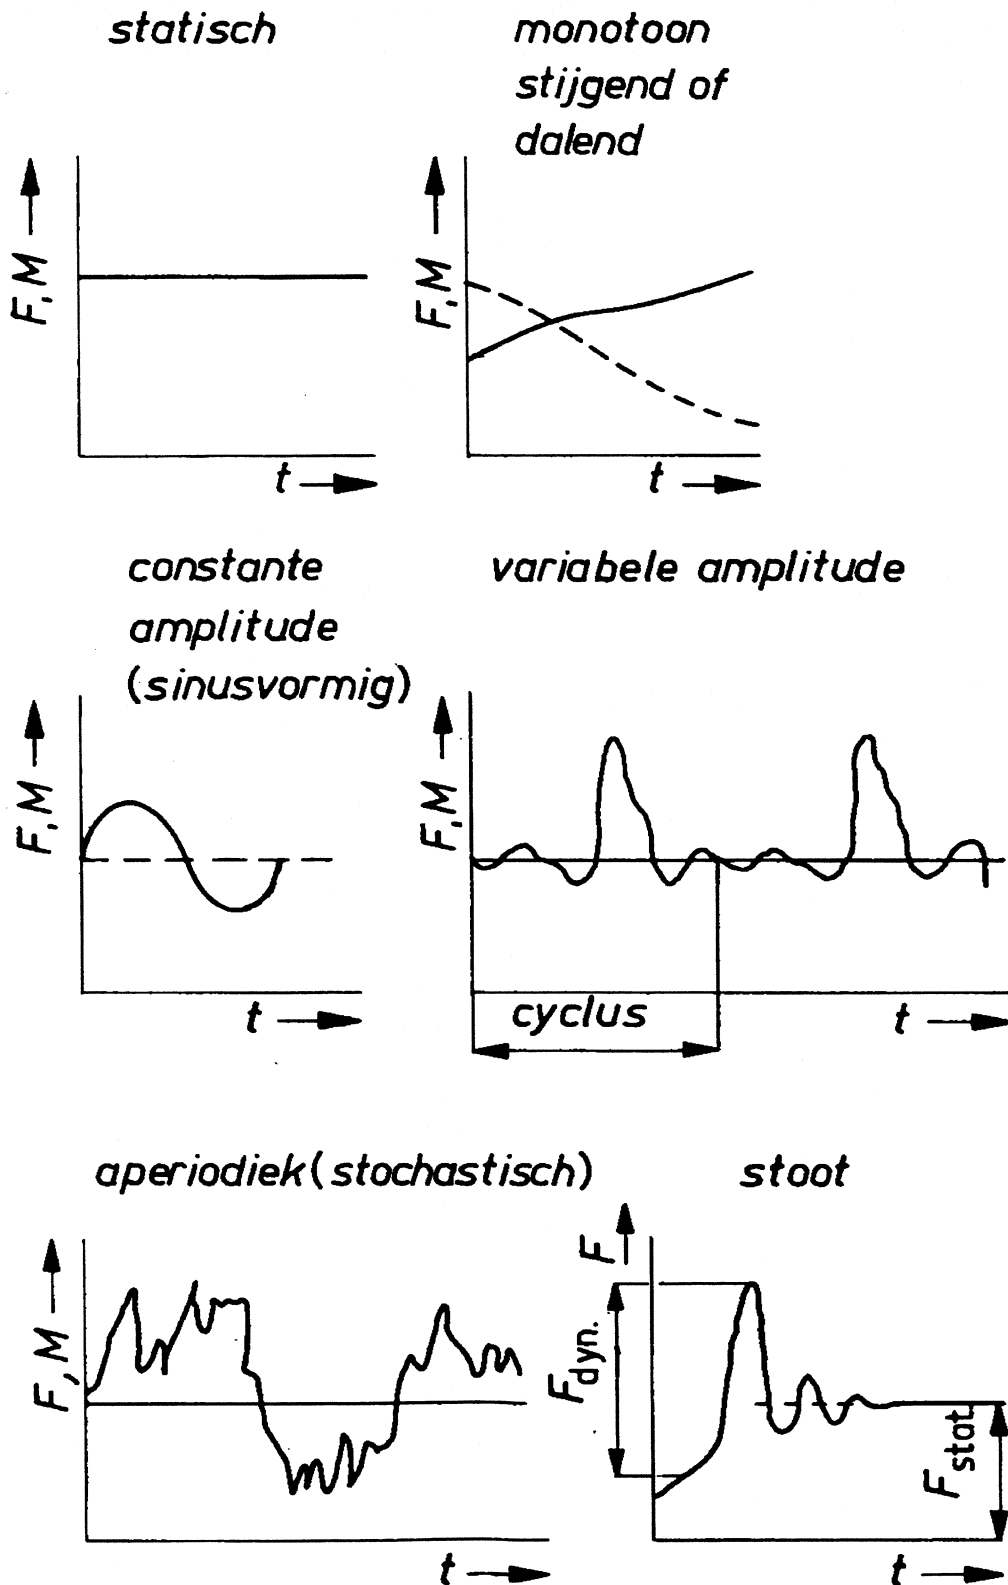 statisch
monotoon
stijgend of
dalend
F, M
t
F, M
t
constante
amplitude
(sinusvormig)
variabele amplitude
F, M
t
F, M
cyclus
t
aperiodiek (stochastisch)
stoot
F, M
t
F
Fdyn.
Fstat.
t